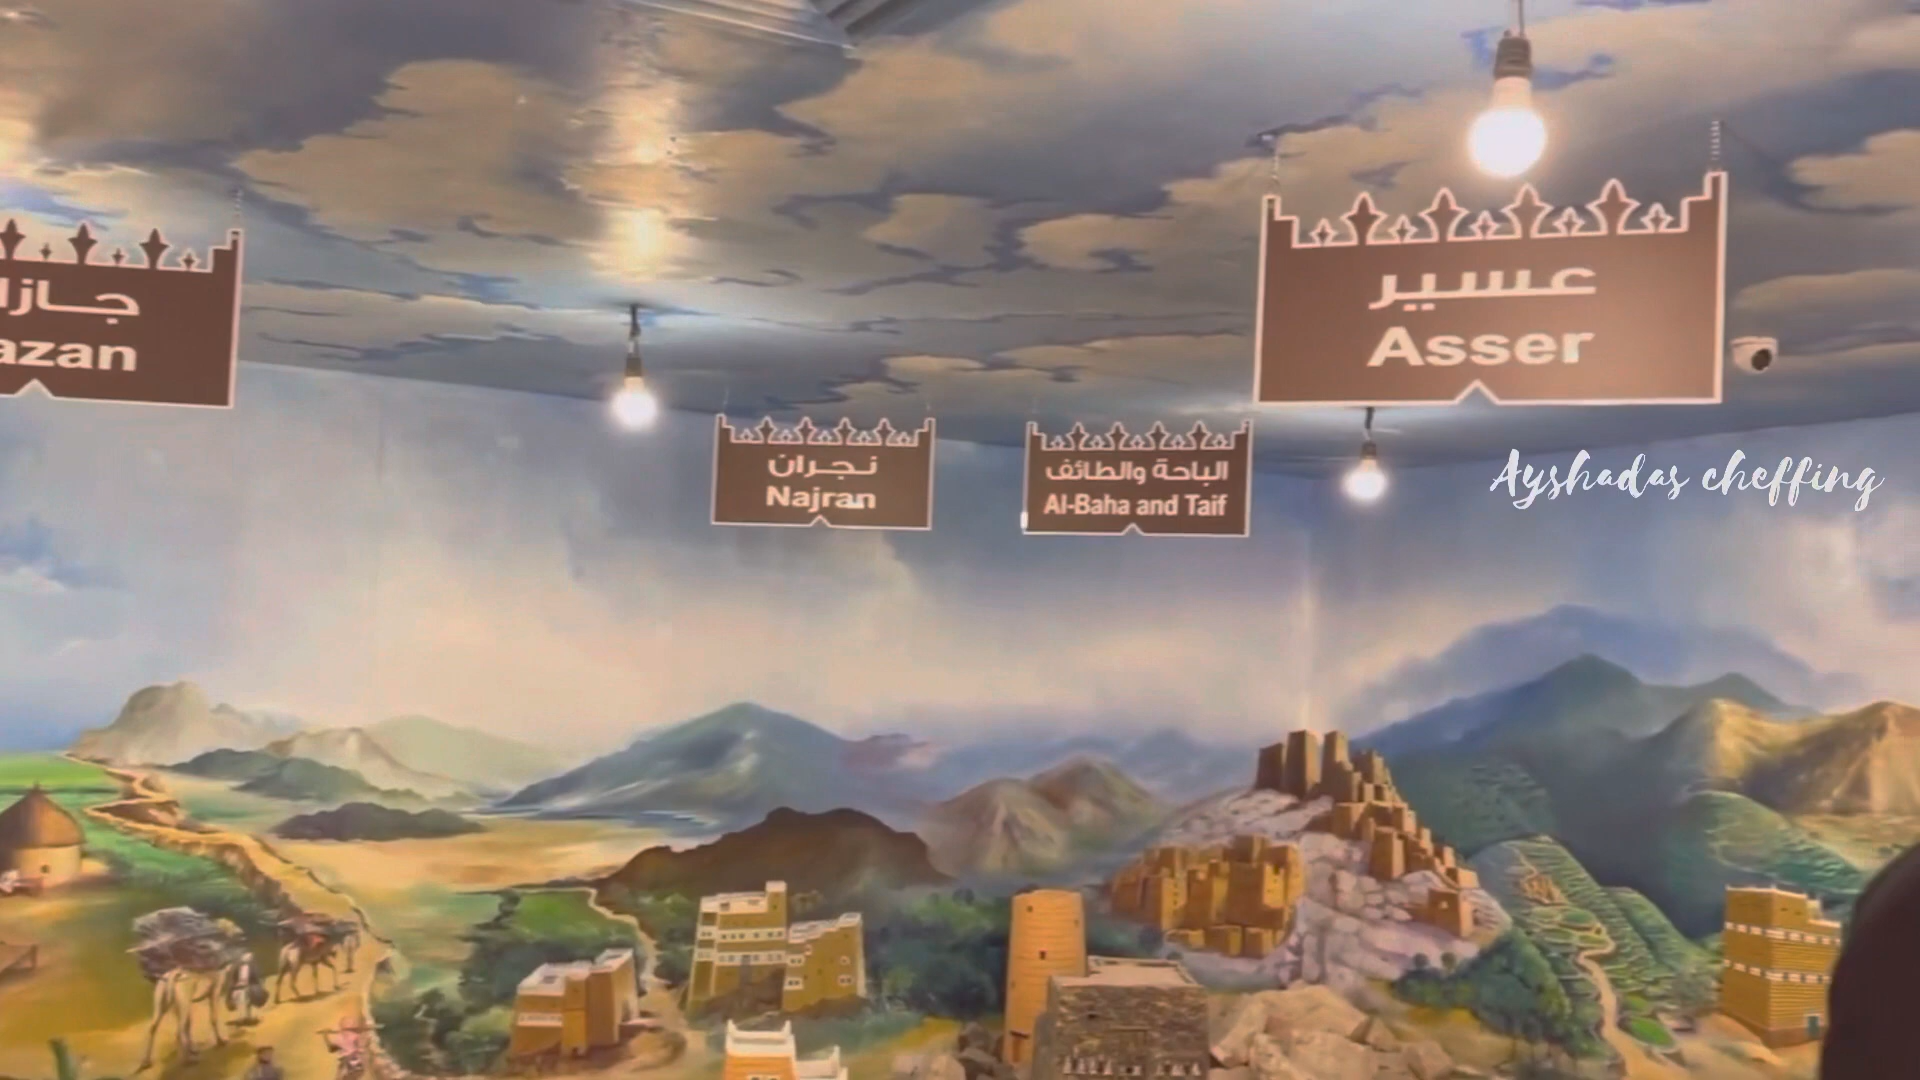 جازا
azan
نجران
Najran
الباحة والطائف
Al-Baha and Taif
عسير
Asser
Ayshadas cheffing